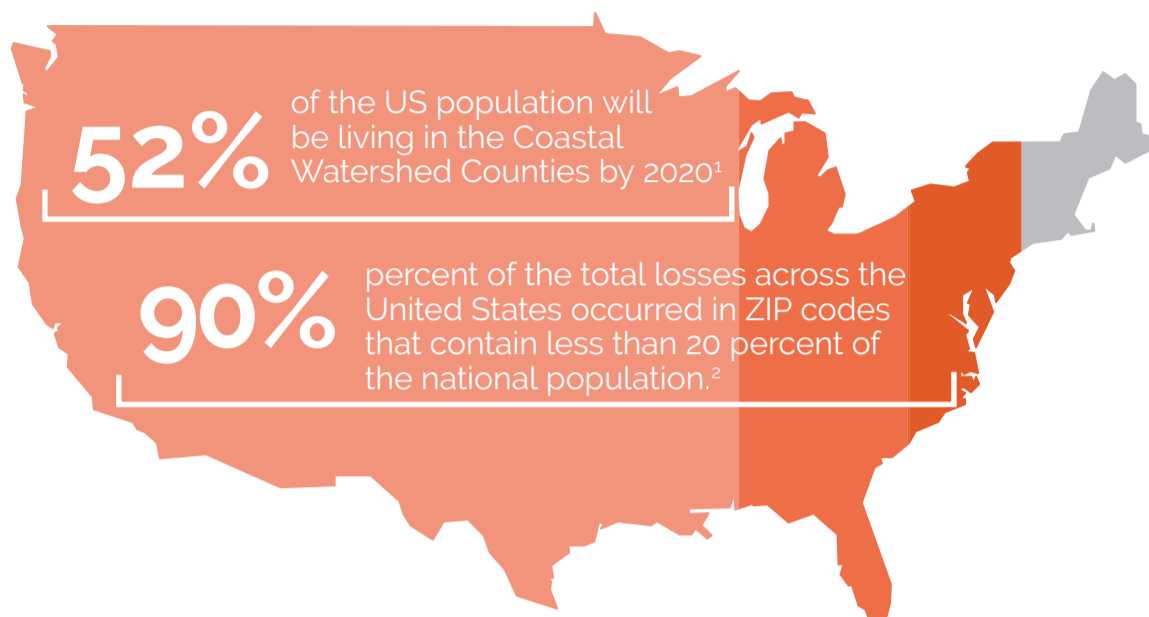 52%
of the US population will
be living in the Coastal
Watershed Counties by 2020¹
90%
percent of the total losses across the
United States occurred in ZIP codes
that contain less than 20 percent of
the national population.²